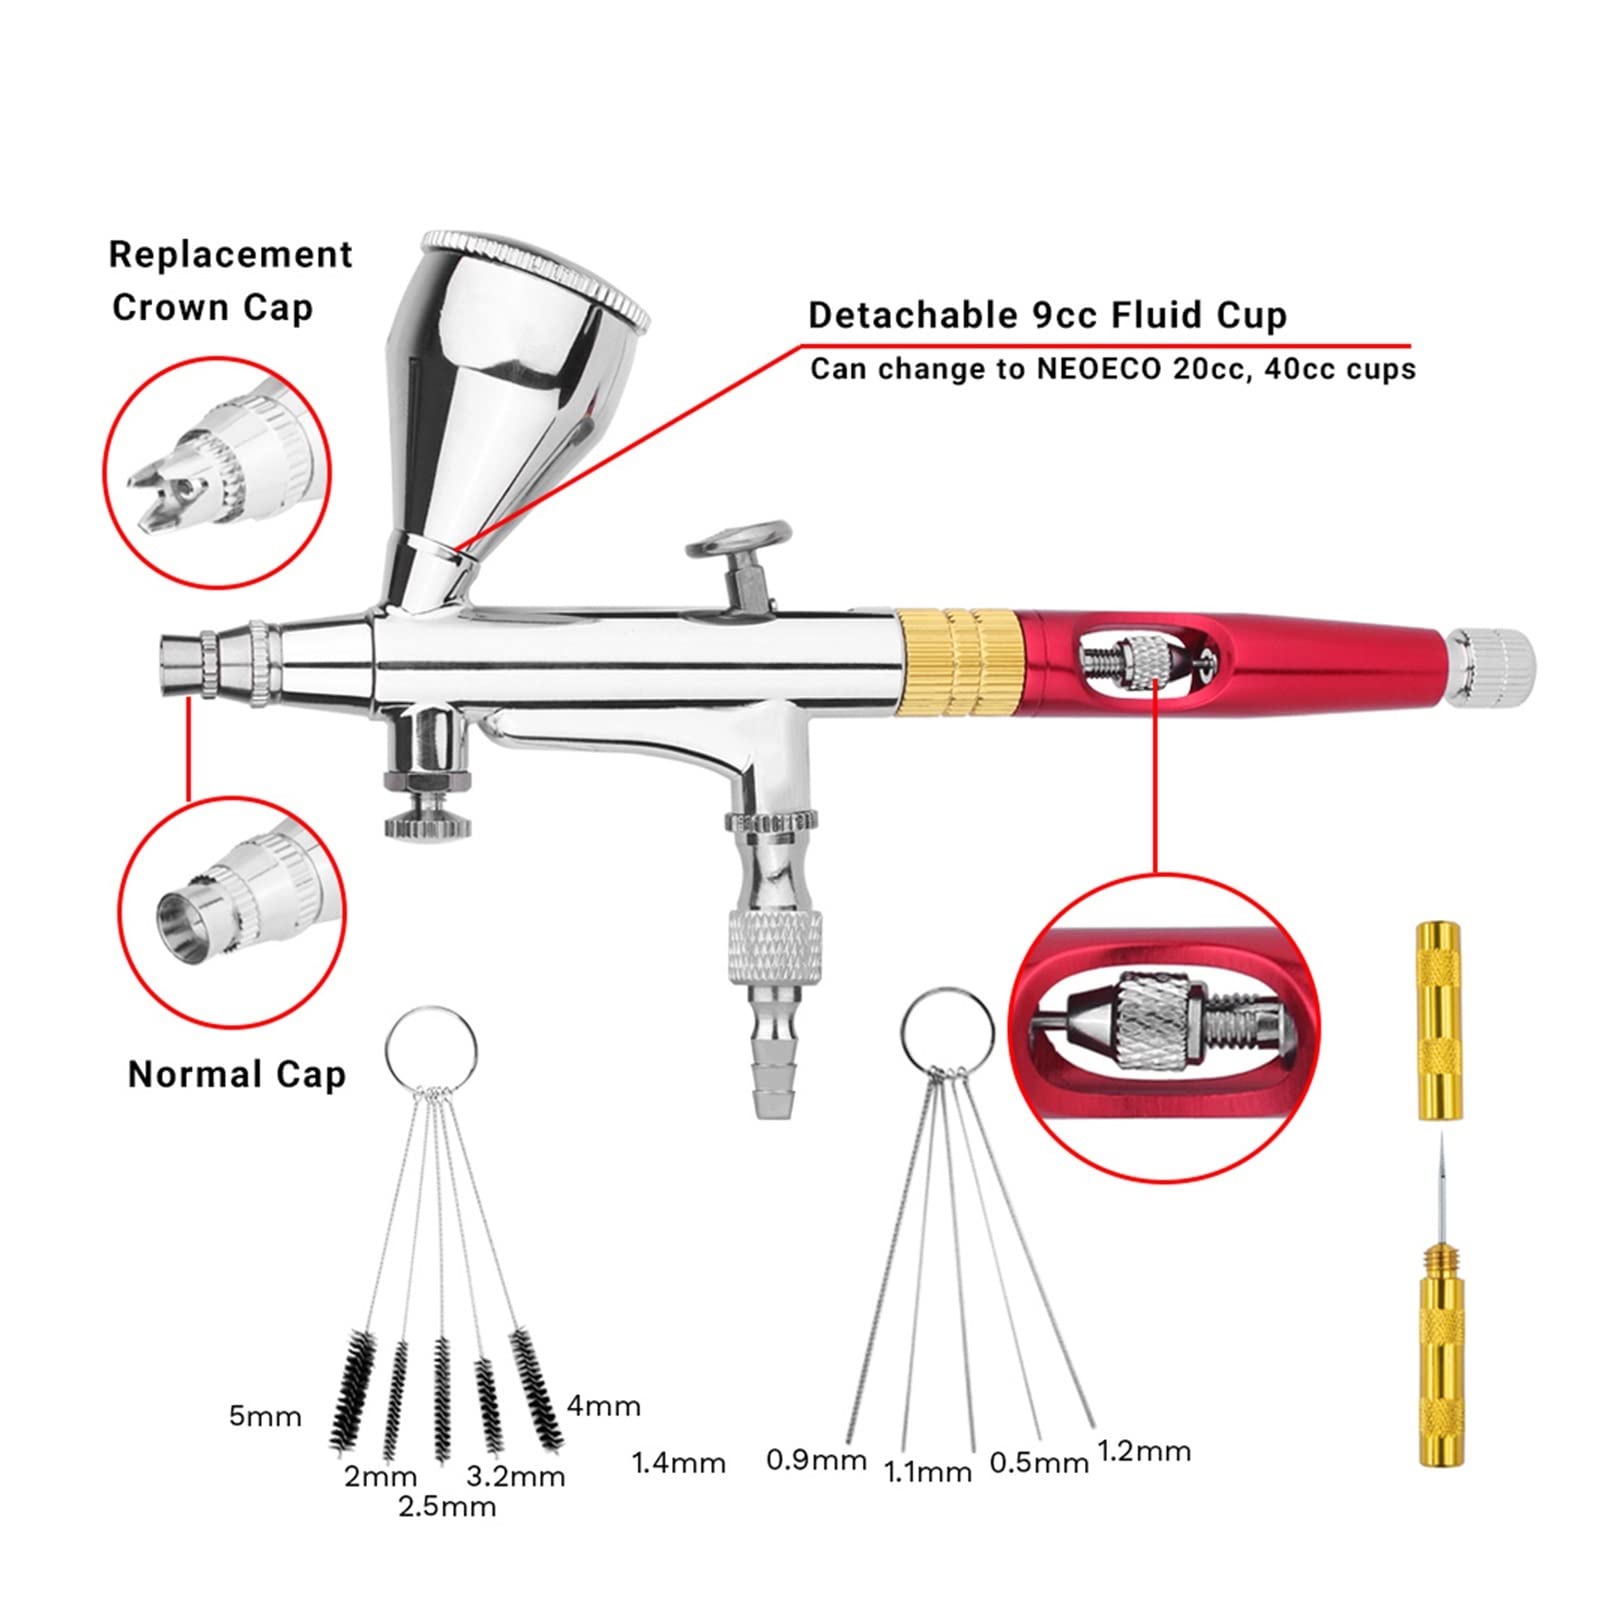 Replacement
Crown Cap
Detachable 9cc Fluid Cup
Can change to NEOECO 20cc, 40cc cups
Normal Cap
5mm
4mm
2mm
3.2mm
2.5mm
1.4mm
0.9mm
1.1mm
0.5mm
1.2mm